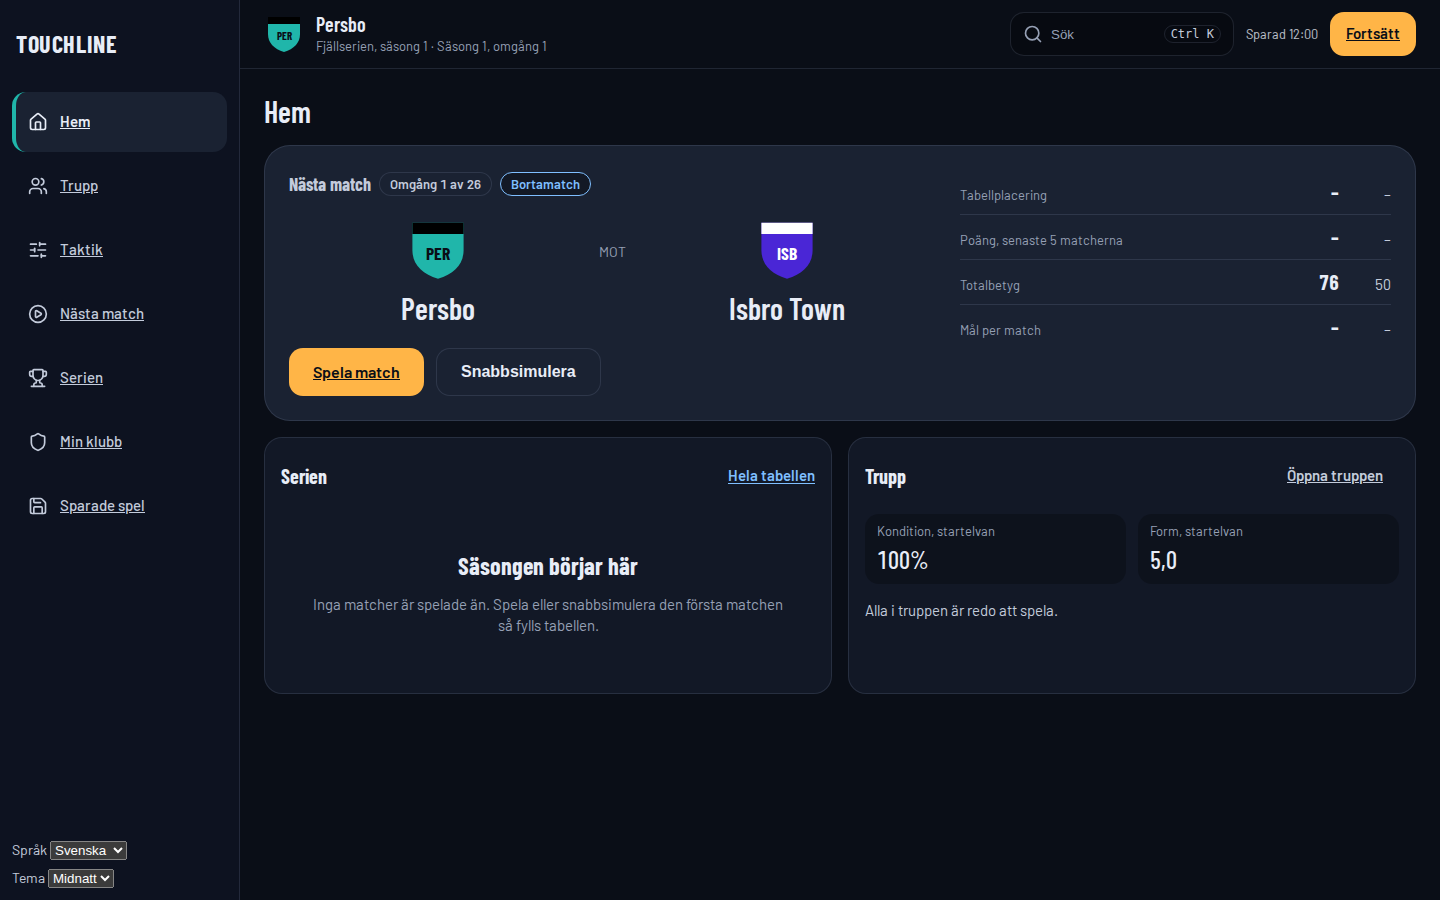 TOUCHLINE
Hem
Trupp
Taktik
Nästa match
Serien
Min klubb
Sparade spel
Språk Svenska
Tema Midnatt
PER
Persbo
Fjällserien, säsong 1 · Säsong 1, omgång 1
Sök Ctrl K
Sparad 12:00
Fortsätt
Hem
Nästa match Omgång 1 av 26 Bortamatch
PER MOT ISB
Persbo Isbro Town
Spela match Snabbsimulera
Tabellplacering - –
Poäng, senaste 5 matcherna - –
Totalbetyg 76 50
Mål per match - –
Serien Hela tabellen
Säsongen börjar här
Inga matcher är spelade än. Spela eller snabbsimulera den första matchen
så fylls tabellen.
Trupp Öppna truppen
Kondition, startelvan
100%
Form, startelvan
5,0
Alla i truppen är redo att spela.